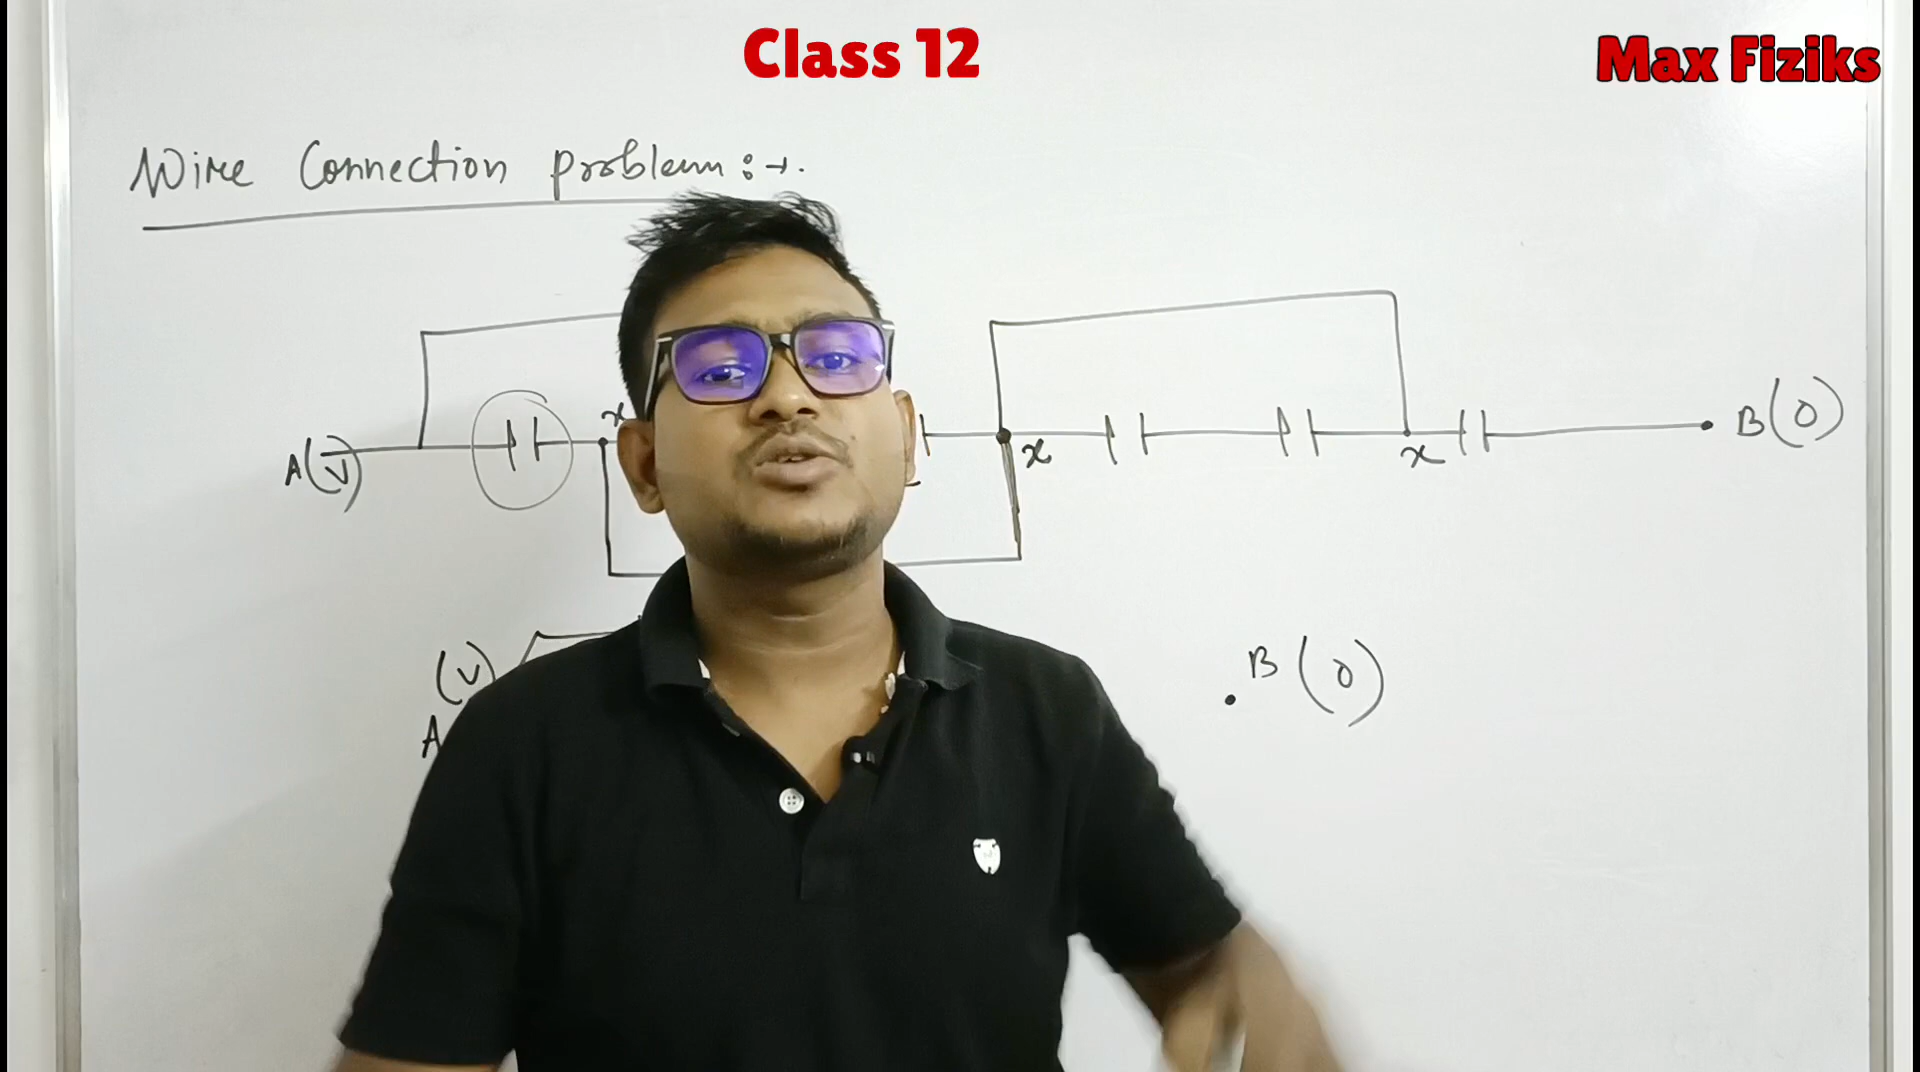 Class 12
Max Fiziks
Wire Connection problem :→.
x
A(V)
x
x
B(0)
(V)
A
B (0)